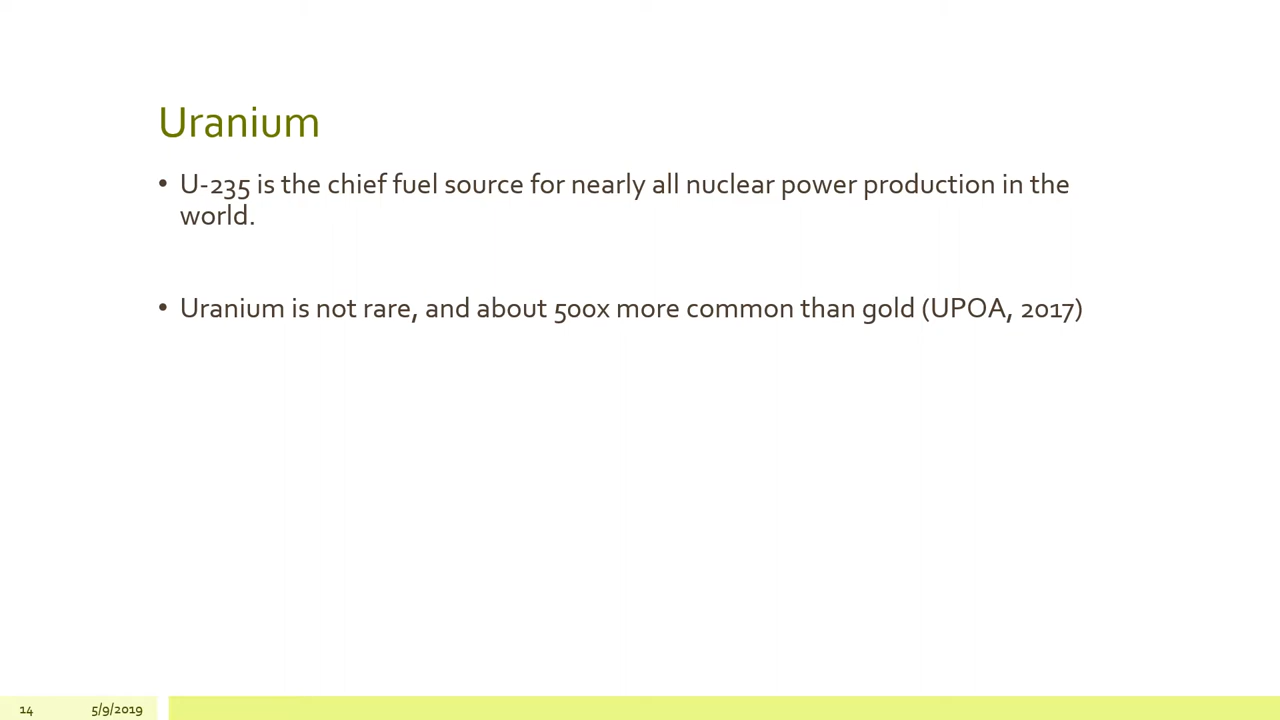 Uranium
• U-235 is the chief fuel source for nearly all nuclear power production in the
world.
• Uranium is not rare, and about 500x more common than gold (UPOA, 2017)
14 5/9/2019